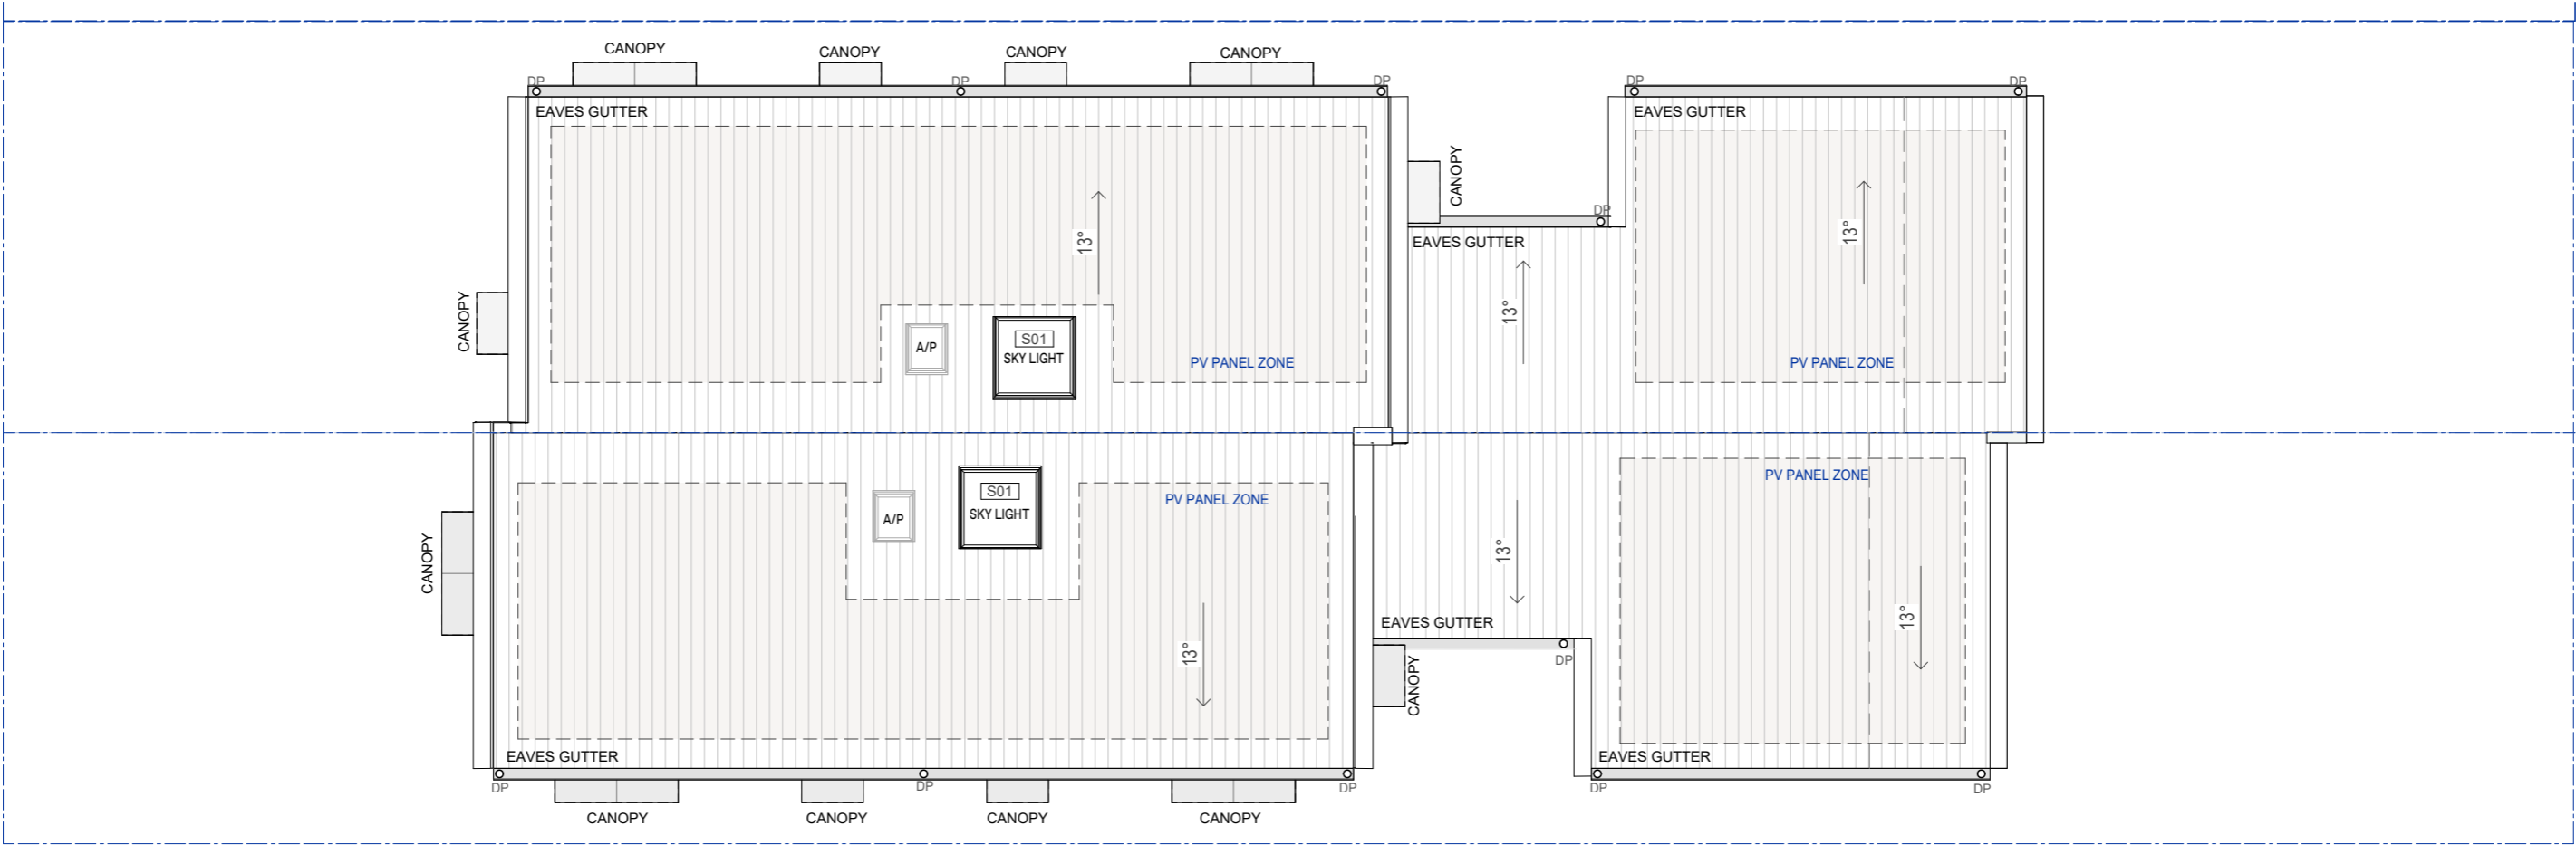 CANOPY
CANOPY
CANOPY
CANOPY
DP
DP
DP
DP
DP
EAVES GUTTER
EAVES GUTTER
CANOPY
DP
EAVES GUTTER
13°
13°
13°
CANOPY
A/P
S01
SKY LIGHT
PV PANEL ZONE
PV PANEL ZONE
PV PANEL ZONE
PV PANEL ZONE
A/P
S01
SKY LIGHT
CANOPY
13°
13°
13°
EAVES GUTTER
DP
CANOPY
EAVES GUTTER
EAVES GUTTER
DP
DP
DP
DP
DP
CANOPY
CANOPY
CANOPY
CANOPY